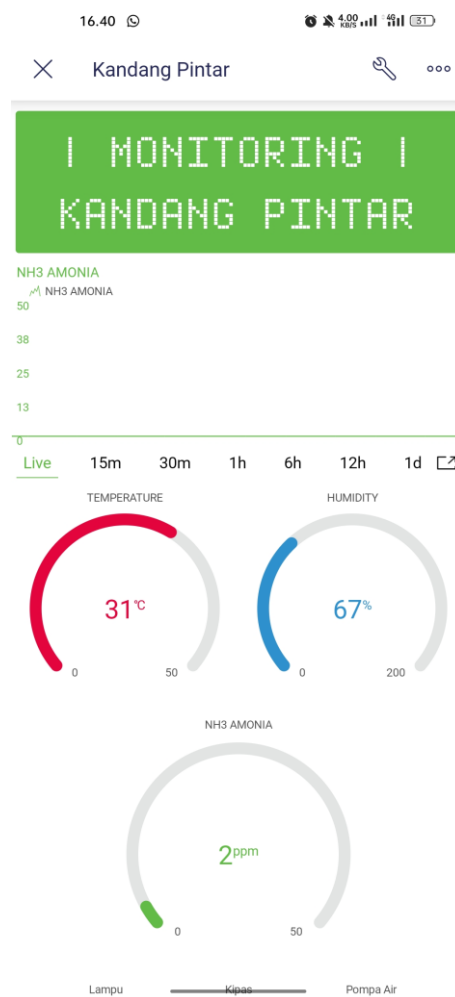 16.40 4.00 KB/S 4G 31
Kandang Pintar
| MONITORING |
KANDANG PINTAR
NH3 AMONIA
NH3 AMONIA
50
38
25
13
0
Live 15m 30m 1h 6h 12h 1d
TEMPERATURE HUMIDITY
31°C 67%
0 50 0 200
NH3 AMONIA
2ppm
0 50
Lampu Kipas Pompa Air